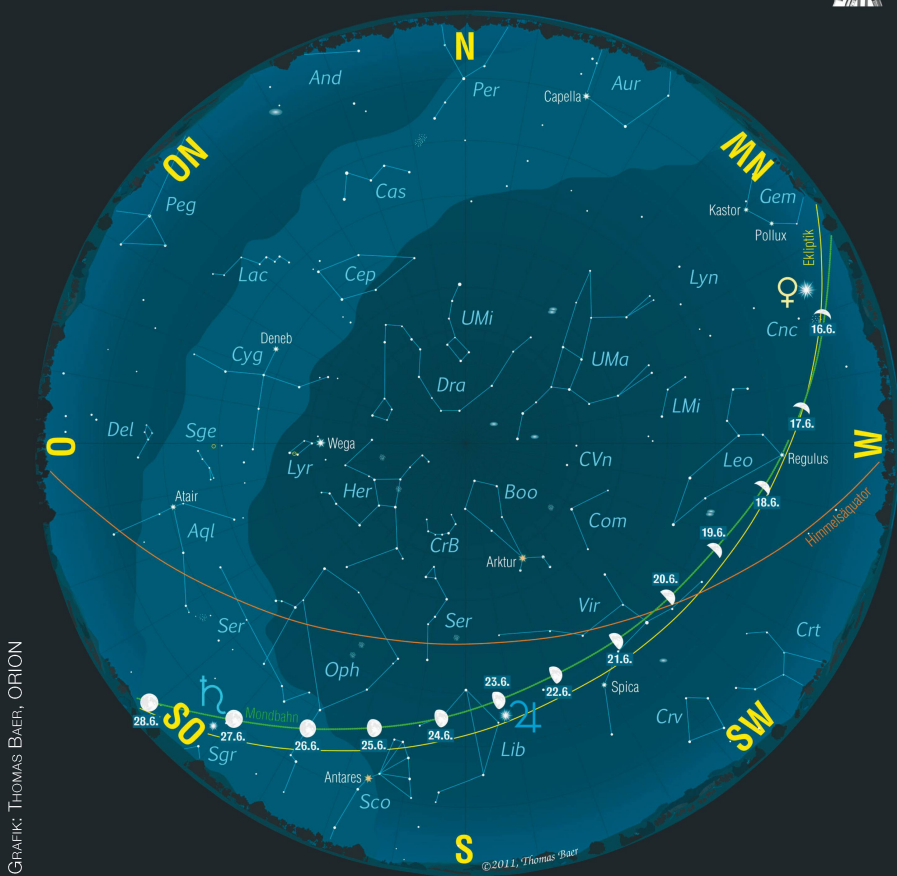 N
And
Per
Aur
Capella
NO
NW
Cas
Gem
Peg
Kastor
Pollux
Ekliptik
Lac
Cep
Lyn
♀
UMi
Cnc
16.6.
Deneb
Cyg
UMa
Dra
LMi
17.6.
Del
Sge
O
Wega
W
Lyr
CVn
Leo
Regulus
Her
Boo
18.6.
Atair
Com
Himmelsäquator
Aql
CrB
19.6.
Arktur
20.6.
Vir
Ser
Ser
Crt
21.6.
Oph
23.6.
22.6.
Spica
♄
Mondbahn
♃
28.6.
SO
27.6.
26.6.
25.6.
24.6.
Crv
SW
Sgr
Lib
Antares
Sco
S
©2011, Thomas Baer
GRAFIK: THOMAS BAER, ORION